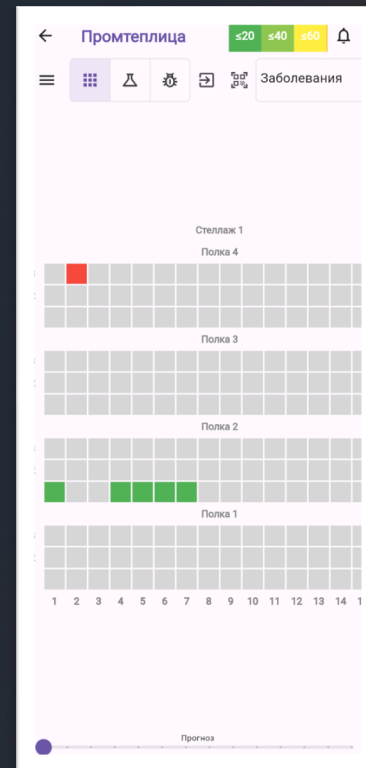 Промтеплица ≤20 ≤40 ≤60
Заболевания
Стеллаж 1
Полка 4
Полка 3
Полка 2
Полка 1
1 2 3 4 5 6 7 8 9 10 11 12 13 14
Прогноз